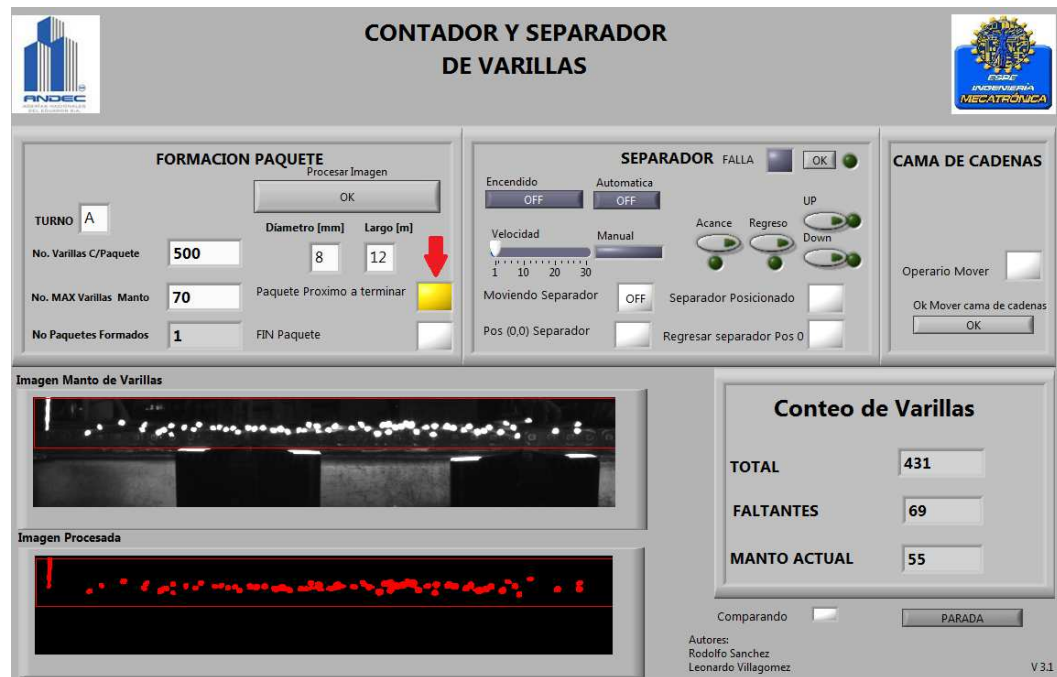 CONTADOR Y SEPARADOR
DE VARILLAS
ANDEC
ESPE
INGENIERÍA
MECATRÓNICA
FORMACION PAQUETE
Procesar Imagen
OK
TURNO A
Díametro [mm] Largo [m]
8 12
No. Varillas C/Paquete 500
No. MAX Varillas Manto 70
Paquete Proximo a terminar
No Paquetes Formados 1
FIN Paquete
SEPARADOR FALLA OK
Encendido Automatica
OFF OFF
UP
Velocidad Manual
Acance Regreso
Down
1 10 20 30
Moviendo Separador OFF
Separador Posicionado
Pos (0,0) Separador
Regresar separador Pos 0
CAMA DE CADENAS
Operario Mover
Ok Mover cama de cadenas
OK
Imagen Manto de Varillas
Imagen Procesada
Conteo de Varillas
TOTAL 431
FALTANTES 69
MANTO ACTUAL 55
Comparando PARADA
Autores:
Rodolfo Sanchez
Leonardo Villagomez
V 3.1